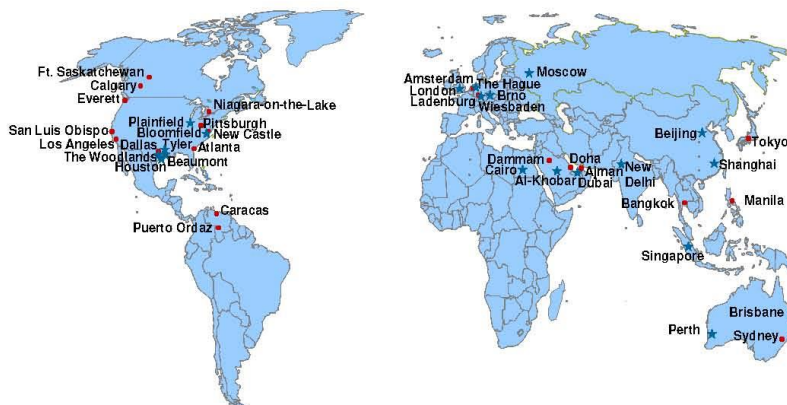 Ft. Saskatchewan
Calgary
Everett
Niagara-on-the-Lake
Plainfield
Pittsburgh
Bloomfield
New Castle
San Luis Obispo
Los Angeles
Dallas
Tyler
Atlanta
The Woodlands
Beaumont
Houston
Caracas
Puerto Ordaz
Moscow
Amsterdam
The Hague
London
Brno
Ladenburg
Wiesbaden
Beijing
Tokyo
Dammam
Doha
Shanghai
Cairo
Ajman
New
Al-Khobar
Dubai
Delhi
Bangkok
Manila
Singapore
Brisbane
Perth
Sydney